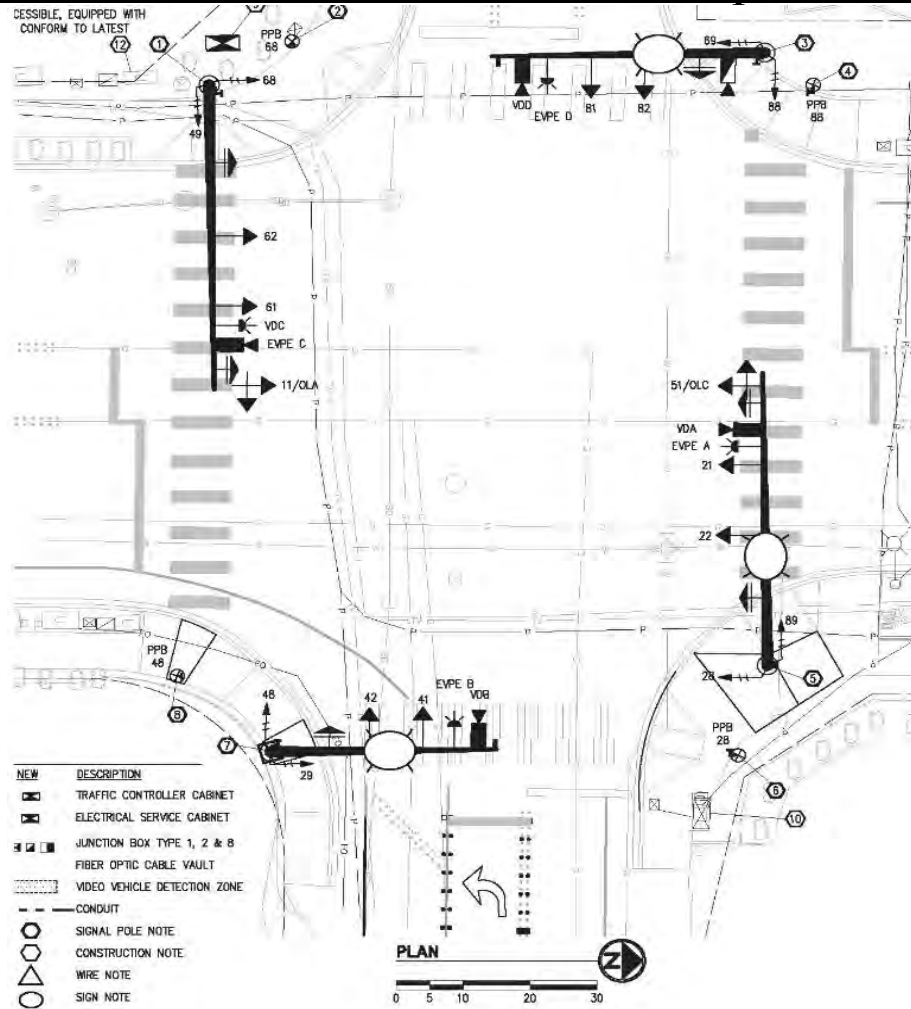 CESSIBLE, EQUIPPED WITH
CONFORM TO LATEST
12
1
PPB
68
2
68
49
69
3
4
VDD
EVPE D
81
82
88
PPB
88
62
61
VDC
EVPE C
11/OLA
51/OLC
VDA
EVPE A
21
22
89
28
5
PPB
48
8
48
42
EVPE B
41
VDB
7
29
PPB
28
6
10
NEW DESCRIPTION
TRAFFIC CONTROLLER CABINET
ELECTRICAL SERVICE CABINET
JUNCTION BOX TYPE 1, 2 & 8
FIBER OPTIC CABLE VAULT
VIDEO VEHICLE DETECTION ZONE
CONDUIT
SIGNAL POLE NOTE
CONSTRUCTION NOTE
WIRE NOTE
SIGN NOTE
PLAN
Z
0 5 10 20 30